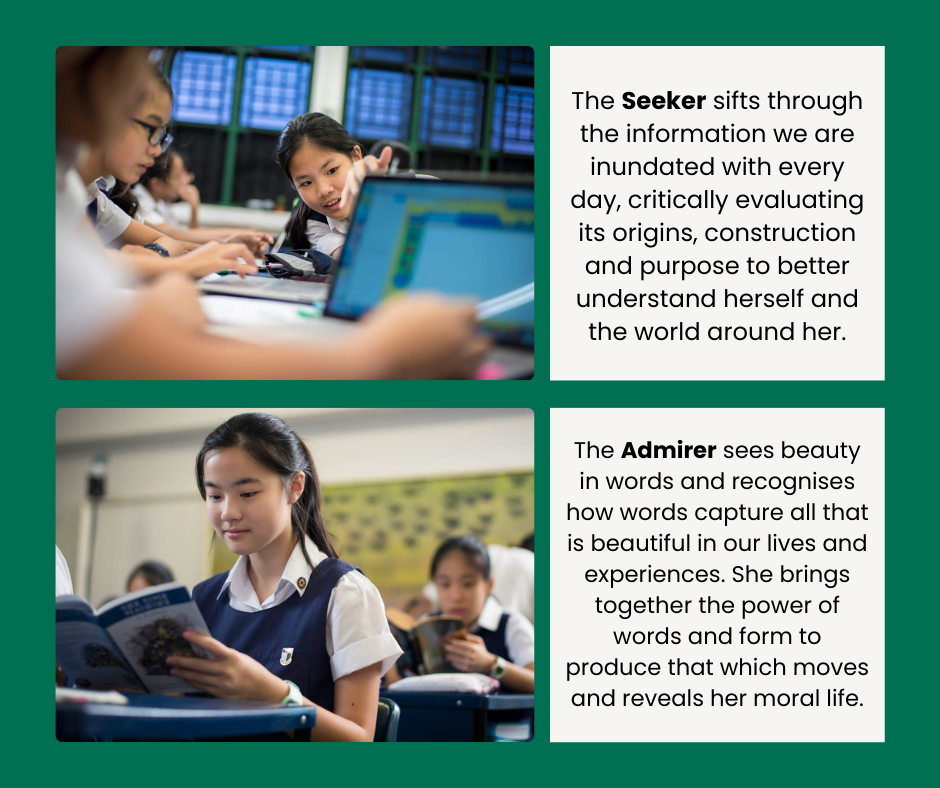 The Seeker sifts through
the information we are
inundated with every
day, critically evaluating
its origins, construction
and purpose to better
understand herself and
the world around her.
The Admirer sees beauty
in words and recognises
how words capture all that
is beautiful in our lives and
experiences. She brings
together the power of
words and form to
produce that which moves
and reveals her moral life.